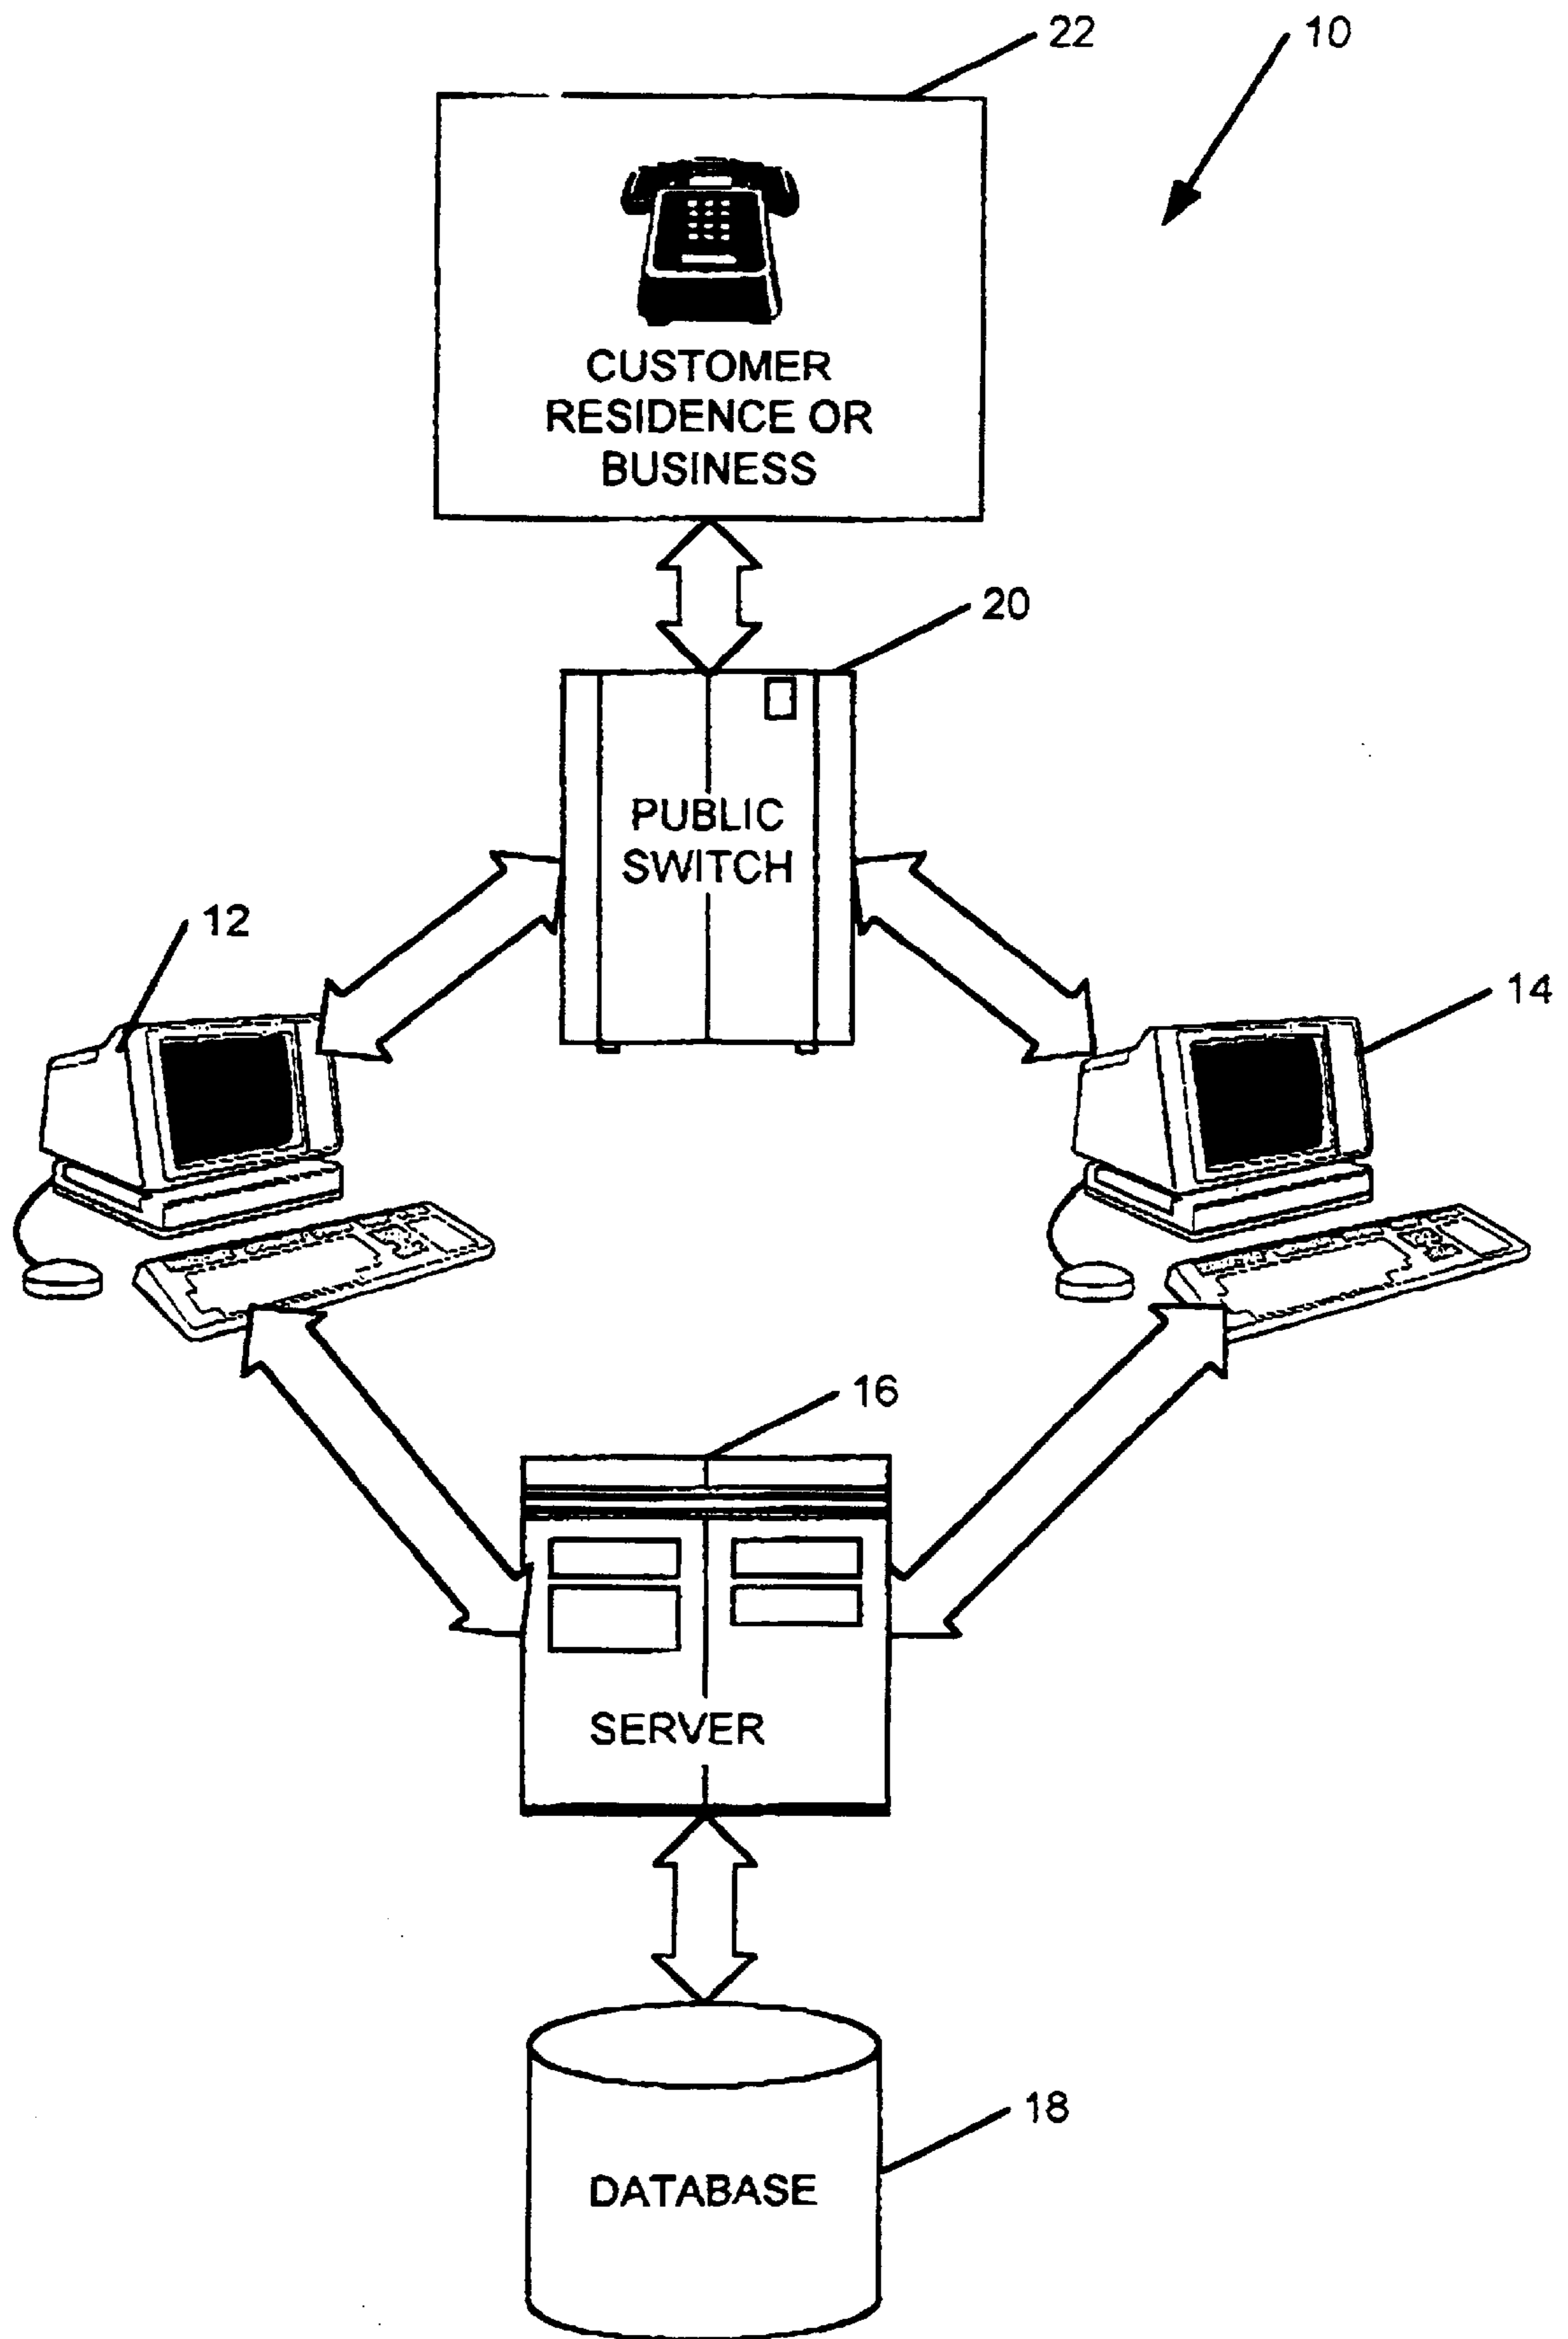 22
10
CUSTOMER
RESIDENCE OR
BUSINESS
20
PUBLIC
SWITCH
12
14
16
SERVER
18
DATABASE